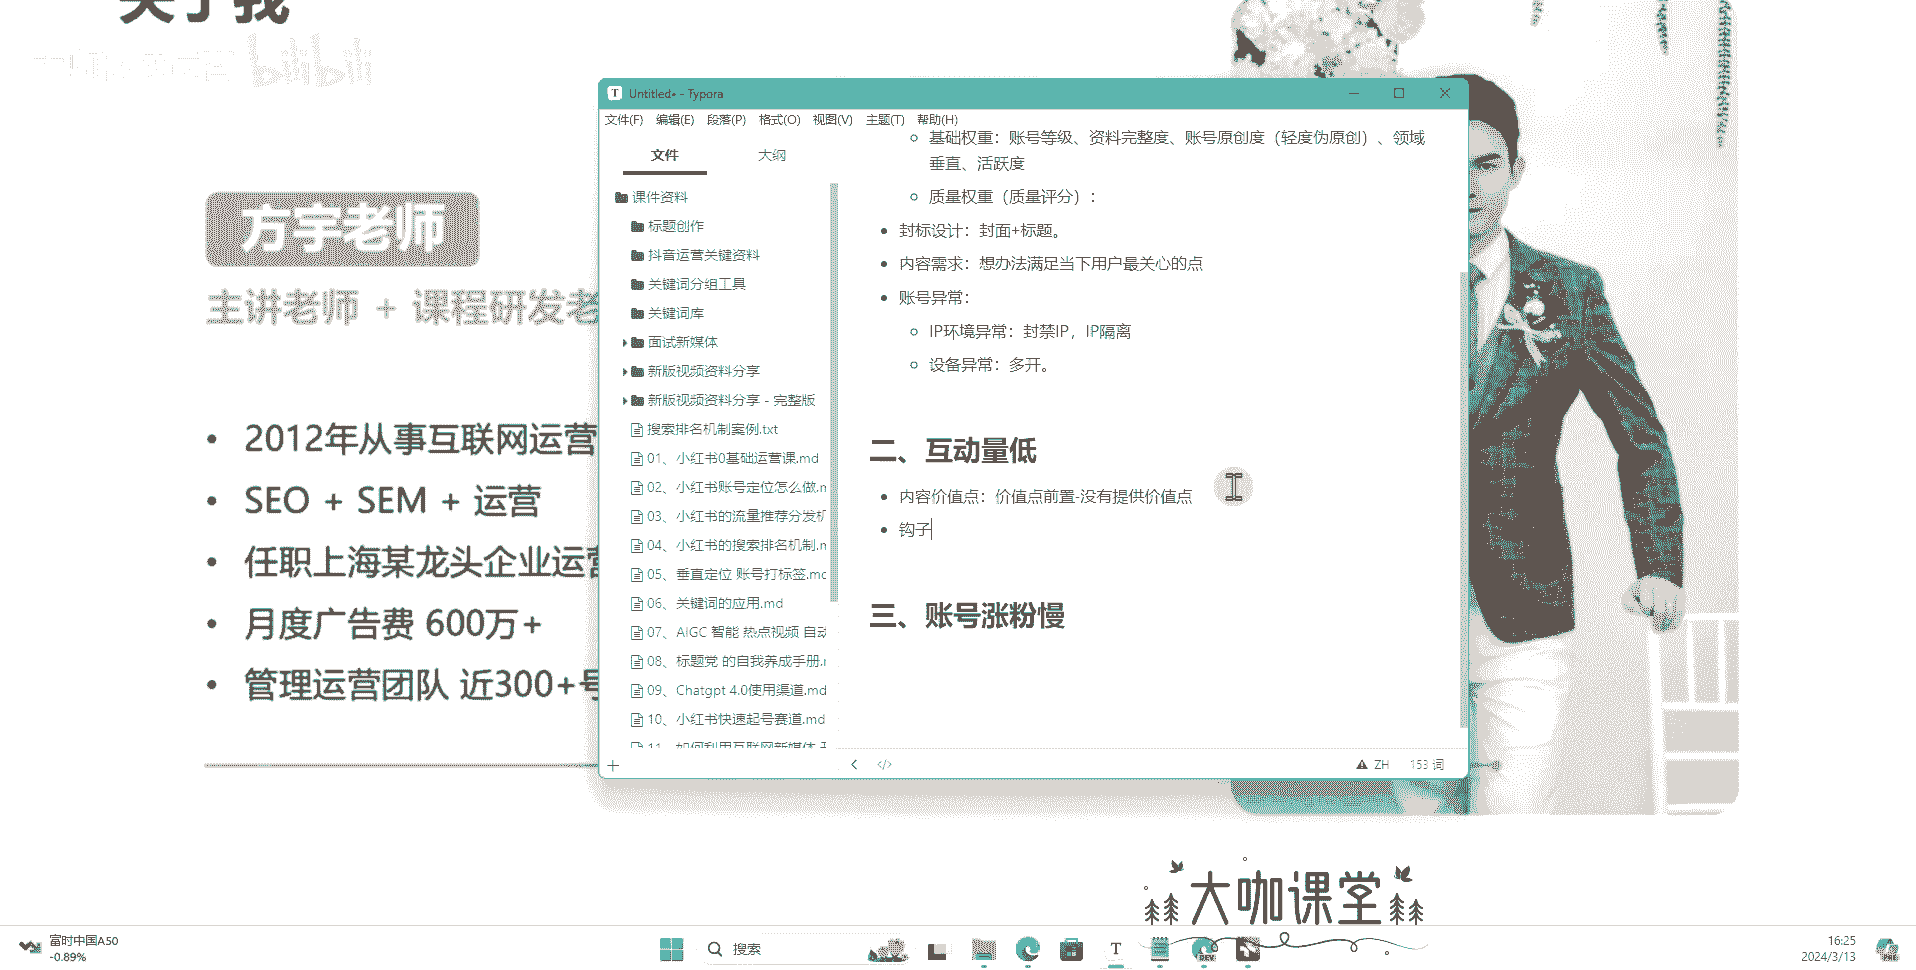 关于我
bilibili
方宇老师
主讲老师 + 课程研发老
2012年从事互联网运营
SEO + SEM + 运营
任职上海某龙头企业运营
月度广告费 600万+
管理运营团队 近300+号
T Untitled• - Typora
文件(F) 编辑(E) 段落(P) 格式(O) 视图(V) 主题(T) 帮助(H)
文件 大纲
课件资料
标题创作
抖音运营关键资料
关键词分组工具
关键词库
面试新媒体
新版视频资料分享
新版视频资料分享 - 完整版
搜索排名机制案例.txt
01、小红书0基础运营课.md
02、小红书账号定位怎么做.m
03、小红书的流量推荐分发机
04、小红书的搜索排名机制.m
05、垂直定位 账号打标签.md
06、关键词的应用.md
07、AIGC 智能 热点视频 自动
08、标题党 的自我养成手册.m
09、Chatgpt 4.0使用渠道.md
10、小红书快速起号赛道.md
11、如何利用互联网新媒体
基础权重：账号等级、资料完整度、账号原创度（轻度伪原创）、领域
垂直、活跃度
质量权重（质量评分）：
封标设计：封面+标题。
内容需求：想办法满足当下用户最关心的点
账号异常：
IP环境异常：封禁IP，IP隔离
设备异常：多开。
二、互动量低
内容价值点：价值点前置-没有提供价值点
钩子
三、账号涨粉慢
ZH 153 词
大咖课堂
富时中国A50
-0.89%
搜索
T
DEV
16:25
2024/3/13
PRE